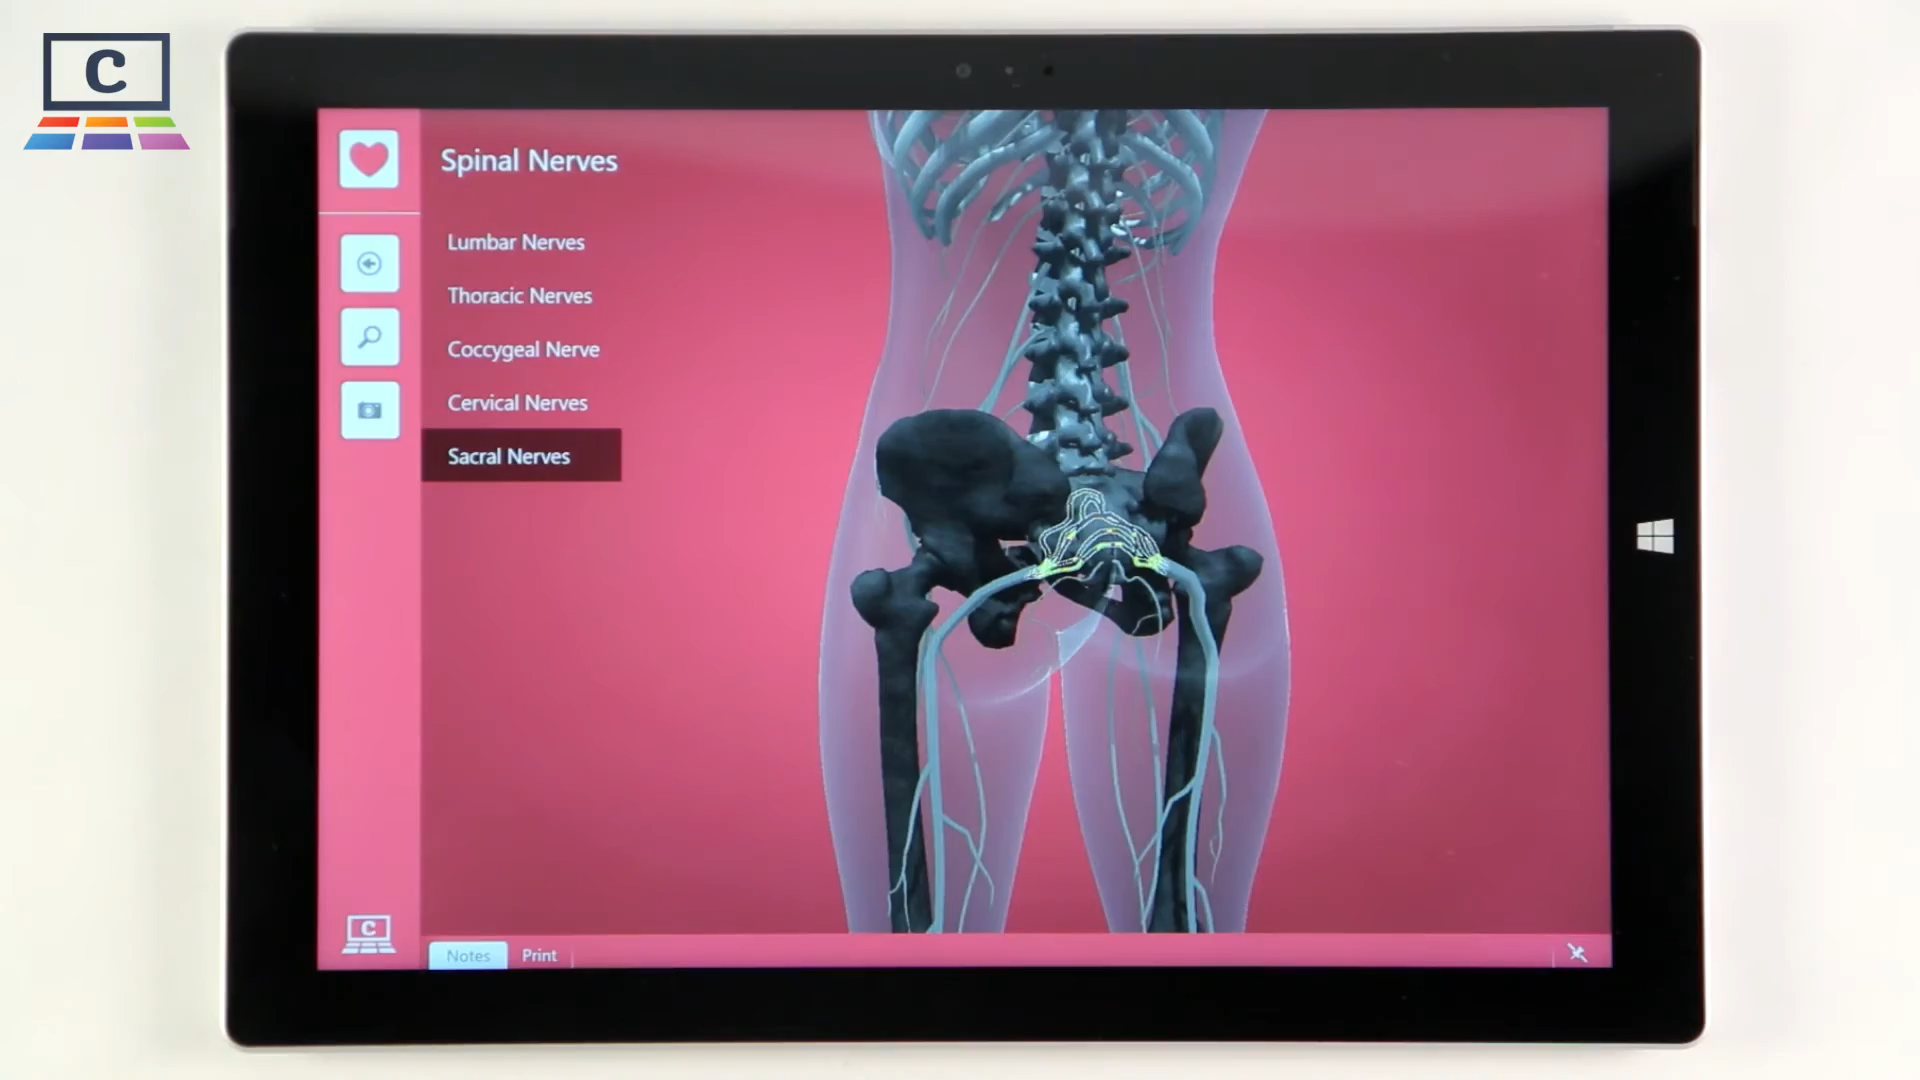 C
Spinal Nerves
Lumbar Nerves
Thoracic Nerves
Coccygeal Nerve
Cervical Nerves
Sacral Nerves
C
Notes Print